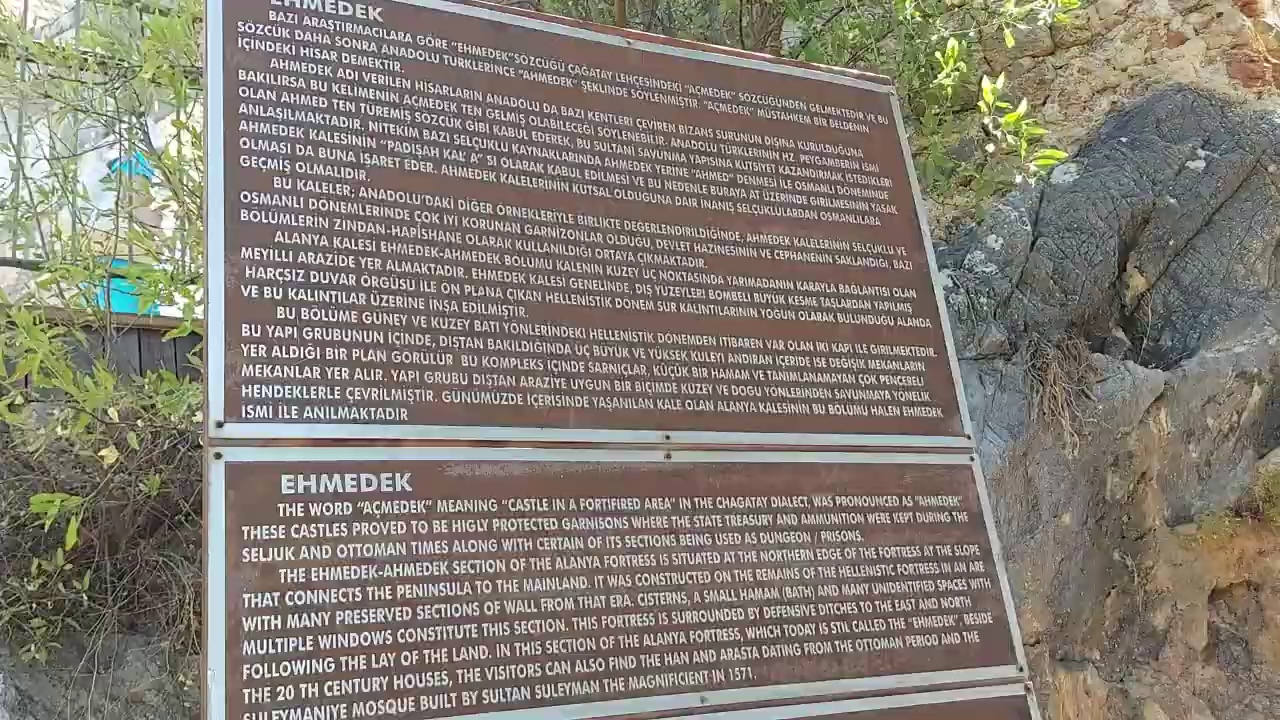 EHMEDEK
BAZI ARAŞTIRMACILARA GÖRE "EHMEDEK"SÖZCÜĞÜ ÇAĞATAY LEHÇESİNDEKİ "AÇMEDEK" SÖZCÜĞÜNDEN GELMEKTEDİR VE BU
SÖZCÜK DAHA SONRA ANADOLU TÜRKLERİNCE "AHMEDEK" ŞEKLİNDE SÖYLENMİŞTİR. "AÇMEDEK" MÜSTAHKEM BİR BELDENİN
İÇİNDEKİ HİSAR DEMEKTİR.
AHMEDEK ADI VERİLEN HİSARLARIN ANADOLU DA BAZI KENTLERİ ÇEVİREN BİZANS SURUNUN DIŞINA KURULDUĞUNA
BAKILIRSA BU KELİMENİN AÇMEDEK TEN GELMİŞ OLABİLECEĞİ SÖYLENEBİLİR. ANADOLU TÜRKLERİNİN HZ. PEYGAMBERİN İSMİ
OLAN AHMED TEN TÜREMİŞ SÖZCÜK GİBİ KABUL EDEREK, BU SULTANİ SAVUNMA YAPISINA KUTSİYET KAZANDIRMAK İSTEDİKLERİ
ANLAŞILMAKTADIR. NİTEKİM BAZI SELÇUKLU KAYNAKLARINDA AHMEDEK YERİNE "AHMED" DENMESİ İLE OSMANLI DÖNEMİNDE
AHMEDEK KALESİNİN "PADİŞAH KAL'A" SI OLARAK KABUL EDİLMESİ VE BU NEDENLE BURAYA AT ÜZERİNDE GİRİLMESİNİN YASAK
OLMASI DA BUNA İŞARET EDER. AHMEDEK KALELERİNİN KUTSAL OLDUĞUNA DAİR İNANIŞ SELÇUKLULARDAN OSMANLILARA
GEÇMİŞ OLMALIDIR.
BU KALELER; ANADOLU'DAKİ DİĞER ÖRNEKLERİYLE BİRLİKTE DEĞERLENDİRİLDİĞİNDE, AHMEDEK KALELERİNİN SELÇUKLU VE
OSMANLI DÖNEMLERİNDE ÇOK İYİ KORUNAN GARNİZONLAR OLDUĞU, DEVLET HAZİNESİNİN VE CEPHANENİN SAKLANDIĞI, BAZI
BÖLÜMLERİN ZINDAN-HAPİSHANE OLARAK KULLANILDIĞI ORTAYA ÇIKMAKTADIR.
ALANYA KALESİ EHMEDEK-AHMEDEK BÖLÜMÜ KALENİN KUZEY UÇ NOKTASINDA YARIMADANIN KARAYLA BAĞLANTISI OLAN
MEYİLLİ ARAZİDE YER ALMAKTADIR. EHMEDEK KALESİ GENELİNDE, DIŞ YÜZEYLERİ BOMBELİ BÜYÜK KESME TAŞLARDAN YAPILMIŞ
HARÇSIZ DUVAR ÖRGÜSÜ İLE ÖN PLANA ÇIKAN HELLENİSTİK DÖNEM SUR KALINTILARININ YOĞUN OLARAK BULUNDUĞU ALANDA
VE BU KALINTILAR ÜZERİNE İNŞA EDİLMİŞTİR.
BU BÖLÜME GÜNEY VE KUZEY BATI YÖNLERİNDEKİ HELLENİSTİK DÖNEMDEN İTİBAREN VAR OLAN İKİ KAPI İLE GİRİLMEKTEDİR.
BU YAPI GRUBUNUN İÇİNDE, DIŞTAN BAKILDIĞINDA ÜÇ BÜYÜK VE YÜKSEK KULEYİ ANDIRAN İÇERİDE İSE DEĞİŞİK MEKANLARIN
YER ALDIĞI BİR PLAN GÖRÜLÜR BU KOMPLEKS İÇİNDE SARNIÇLAR, KÜÇÜK BİR HAMAM VE TANIMLANAMAYAN ÇOK PENCERELİ
MEKANLAR YER ALIR. YAPI GRUBU DIŞTAN ARAZİYE UYGUN BİR BİÇİMDE KUZEY VE DOĞU YÖNLERİNDEN SAVUNMAYA YÖNELİK
HENDEKLERLE ÇEVRİLMİŞTİR. GÜNÜMÜZDE İÇERİSİNDE YAŞANILAN KALE OLAN ALANYA KALESİNİN BU BÖLÜMÜ HALEN EHMEDEK
İSMİ İLE ANILMAKTADIR
EHMEDEK
THE WORD "AÇMEDEK" MEANING "CASTLE IN A FORTIFIRED AREA" IN THE CHAGATAY DIALECT, WAS PRONOUNCED AS "AHMEDEK"
THESE CASTLES PROVED TO BE HIGLY PROTECTED GARNISONS WHERE THE STATE TREASURY AND AMMUNITION WERE KEPT DURING THE
SELJUK AND OTTOMAN TIMES ALONG WITH CERTAIN OF ITS SECTIONS BEING USED AS DUNGEON / PRISONS.
THE EHMEDEK-AHMEDEK SECTION OF THE ALANYA FORTRESS IS SITUATED AT THE NORTHERN EDGE OF THE FORTRESS AT THE SLOPE
THAT CONNECTS THE PENINSULA TO THE MAINLAND. IT WAS CONSTRUCTED ON THE REMAINS OF THE HELLENISTIC FORTRESS IN AN ARE
WITH MANY PRESERVED SECTIONS OF WALL FROM THAT ERA. CISTERNS, A SMALL HAMAM (BATH) AND MANY UNIDENTIFIED SPACES WITH
MULTIPLE WINDOWS CONSTITUTE THIS SECTION. THIS FORTRESS IS SURROUNDED BY DEFENSIVE DITCHES TO THE EAST AND NORTH
FOLLOWING THE LAY OF THE LAND. IN THIS SECTION OF THE ALANYA FORTRESS, WHICH TODAY IS STIL CALLED THE "EHMEDEK", BESIDE
THE 20 TH CENTURY HOUSES, THE VISITORS CAN ALSO FIND THE HAN AND ARASTA DATING FROM THE OTTOMAN PERIOD AND THE
SULEYMANIYE MOSQUE BUILT BY SULTAN SULEYMAN THE MAGNIFICIENT IN 1571.